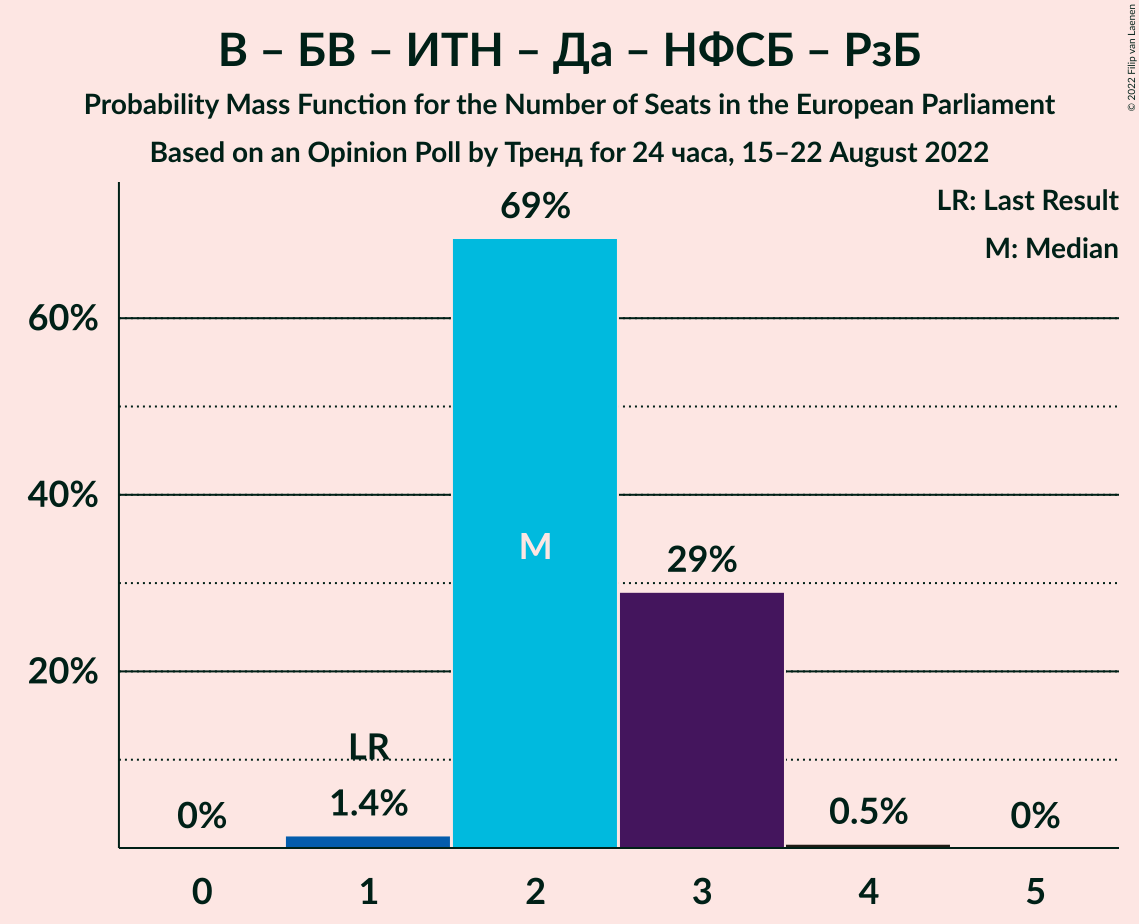 В – БВ – ИТН – Да – НФСБ – РзБ
Probability Mass Function for the Number of Seats in the European Parliament
Based on an Opinion Poll by Тренд for 24 часа, 15–22 August 2022
© 2022 Filip van Laenen
LR: Last Result
M: Median
69%
60%
M
40%
29%
20%
LR
0%
1.4%
0.5%
0%
0 1 2 3 4 5